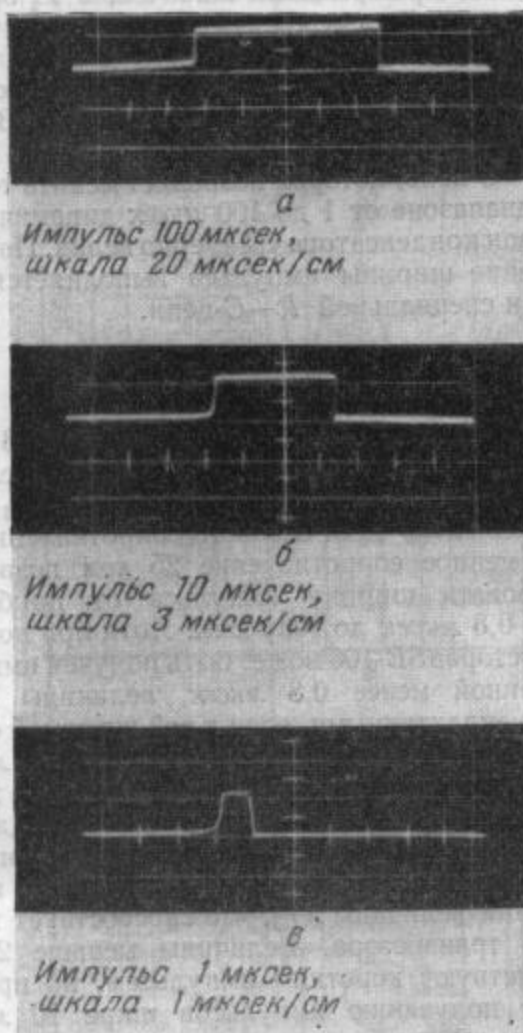 а
Импульс 100 мксек,
шкала 20 мксек/см
б
Импульс 10 мксек,
шкала 3 мксек/см
в
Импульс 1 мксек,
шкала 1 мксек/см